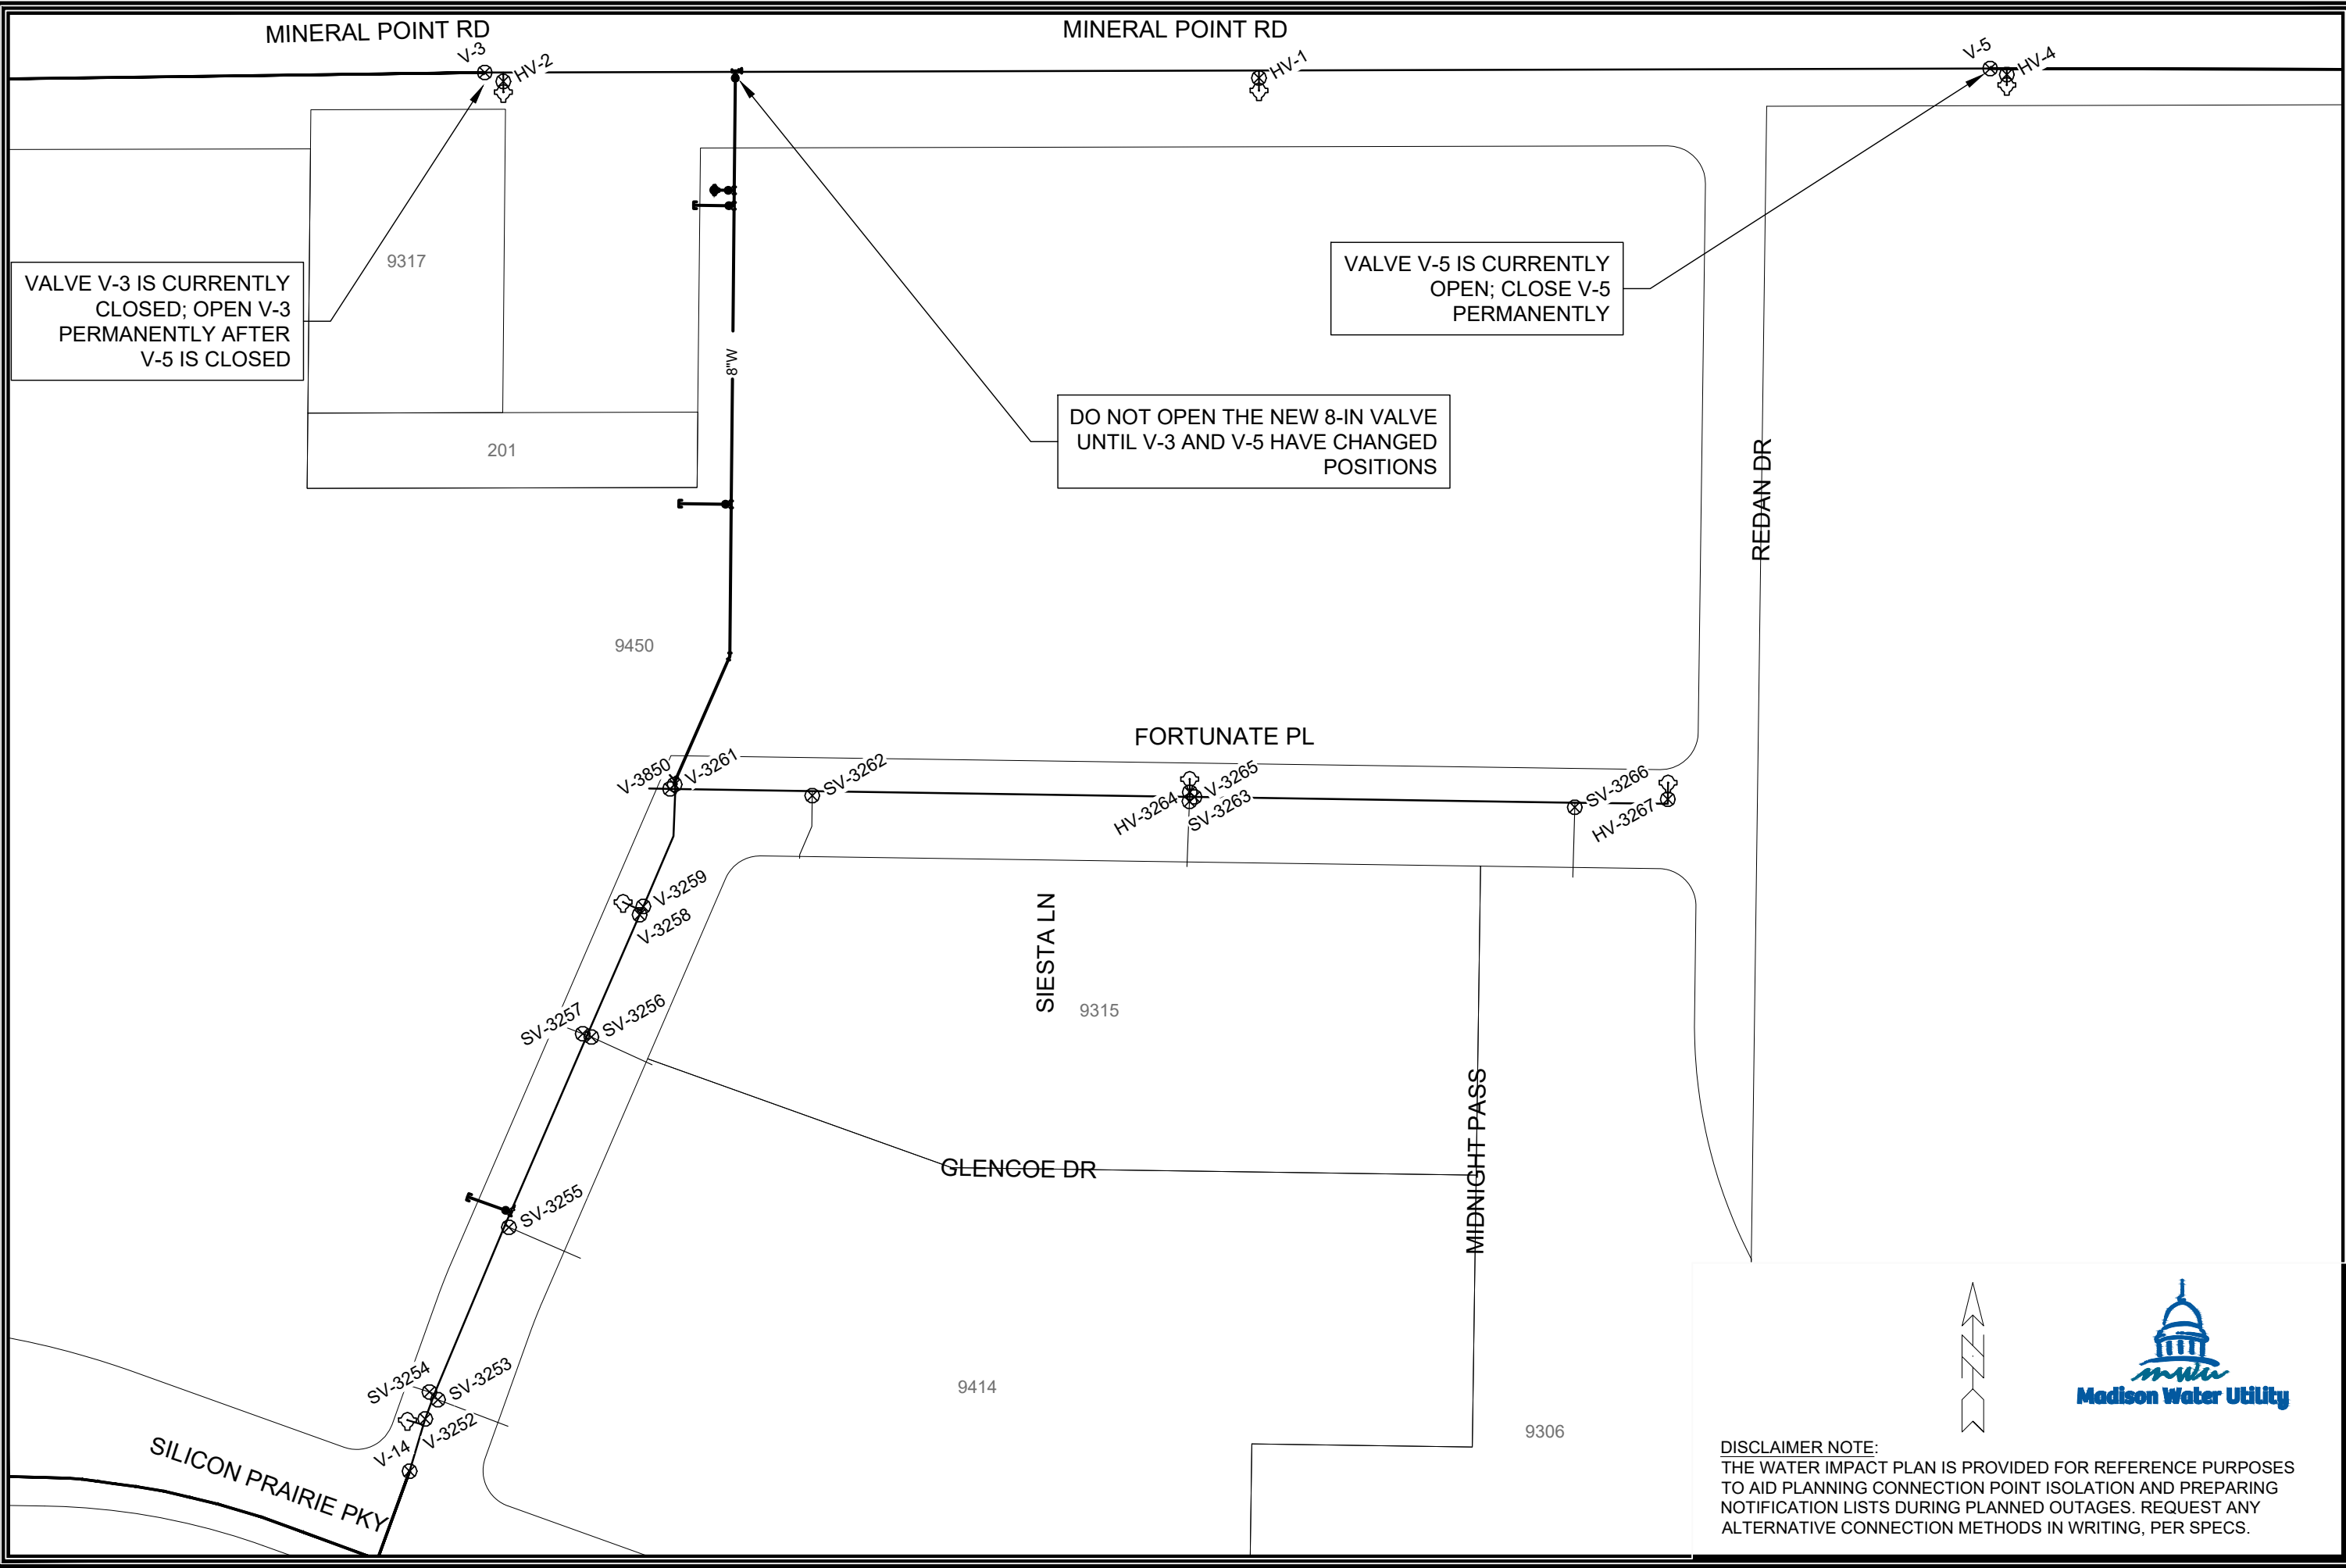 MINERAL POINT RD
MINERAL POINT RD
V-3
HV-2
HV-1
V-5
HV-4
9317
VALVE V-3 IS CURRENTLY
CLOSED; OPEN V-3
PERMANENTLY AFTER
V-5 IS CLOSED
VALVE V-5 IS CURRENTLY
OPEN; CLOSE V-5
PERMANENTLY
8"W
DO NOT OPEN THE NEW 8-IN VALVE
UNTIL V-3 AND V-5 HAVE CHANGED
POSITIONS
201
REDAN DR
9450
FORTUNATE PL
V-3850
V-3261
SV-3262
HV-3264
V-3265
SV-3263
SV-3266
HV-3267
V-3259
V-3258
SIESTA LN
9315
SV-3257
SV-3256
MIDNIGHT PASS
GLENCOE DR
SV-3255
SV-3254
SV-3253
V-3252
V-14
9414
9306
SILICON PRAIRIE PKY
N
mwu
Madison Water Utility
DISCLAIMER NOTE:
THE WATER IMPACT PLAN IS PROVIDED FOR REFERENCE PURPOSES
TO AID PLANNING CONNECTION POINT ISOLATION AND PREPARING
NOTIFICATION LISTS DURING PLANNED OUTAGES. REQUEST ANY
ALTERNATIVE CONNECTION METHODS IN WRITING, PER SPECS.